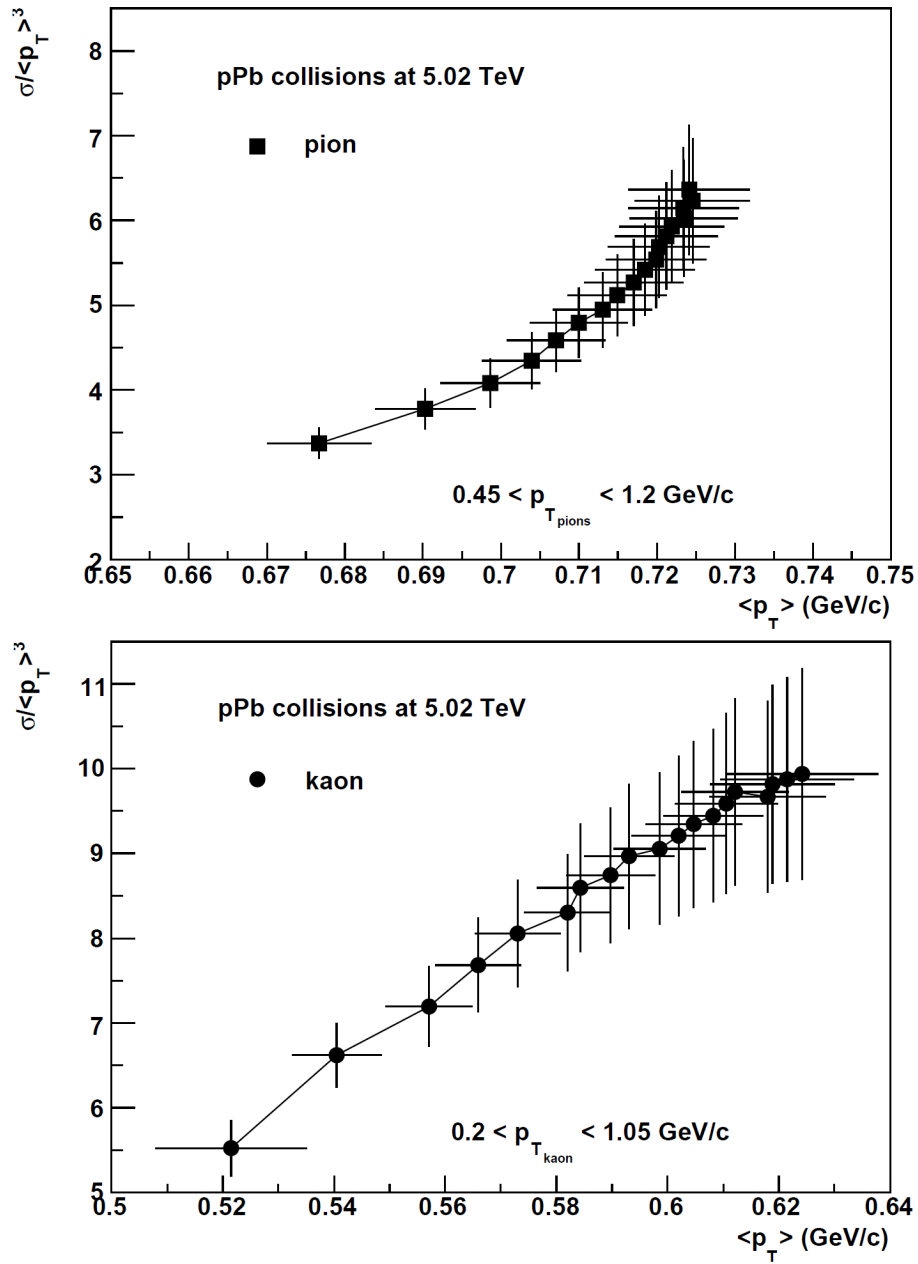 σ/<p_T>³
8
pPb collisions at 5.02 TeV
7
pion
6
5
4
3
0.45 < p_T_pions < 1.2 GeV/c
2
0.65 0.66 0.67 0.68 0.69 0.7 0.71 0.72 0.73 0.74 0.75
<p_T> (GeV/c)
σ/<p_T>³
11
pPb collisions at 5.02 TeV
10
kaon
9
8
7
6
0.2 < p_T_kaon < 1.05 GeV/c
5
0.5 0.52 0.54 0.56 0.58 0.6 0.62 0.64
<p_T> (GeV/c)